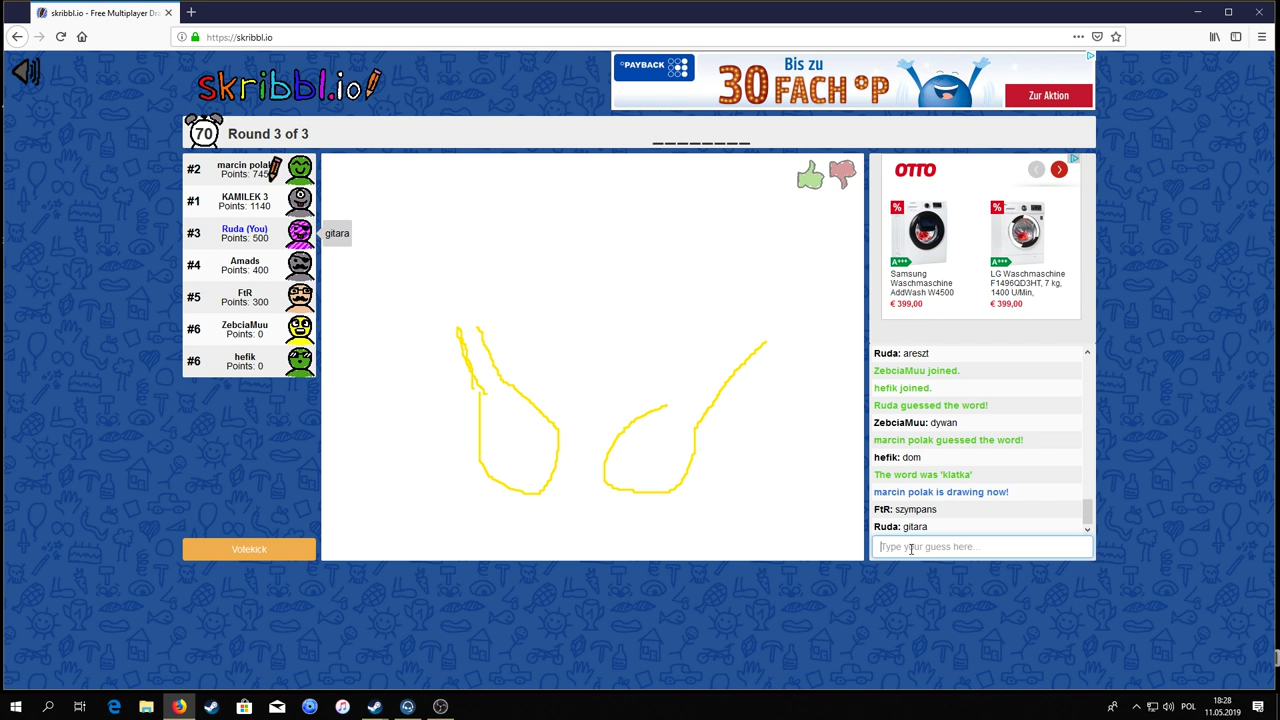 skribbl.io - Free Multiplayer Dra
https://skribbl.io
skribbl.io
°PAYBACK
Bis zu
30 FACH °P
Zur Aktion
70
Round 3 of 3
________
#2
marcin polak
Points: 745
#1
KAMILEK 3
Points: 1140
#3
Ruda (You)
Points: 500
gitara
#4
Amads
Points: 400
#5
FtR
Points: 300
#6
ZebciaMuu
Points: 0
#6
hefik
Points: 0
Votekick
OTTO
%
%
A+++
A+++
Samsung
Waschmaschine
AddWash W4500
€ 399,00
LG Waschmaschine
F1496QD3HT, 7 kg,
1400 U/Min,
€ 399,00
Ruda: areszt
ZebciaMuu joined.
hefik joined.
Ruda guessed the word!
ZebciaMuu: dywan
marcin polak guessed the word!
hefik: dom
The word was 'klatka'
marcin polak is drawing now!
FtR: szympans
Ruda: gitara
Type your guess here...
POL
18:28
11.05.2019